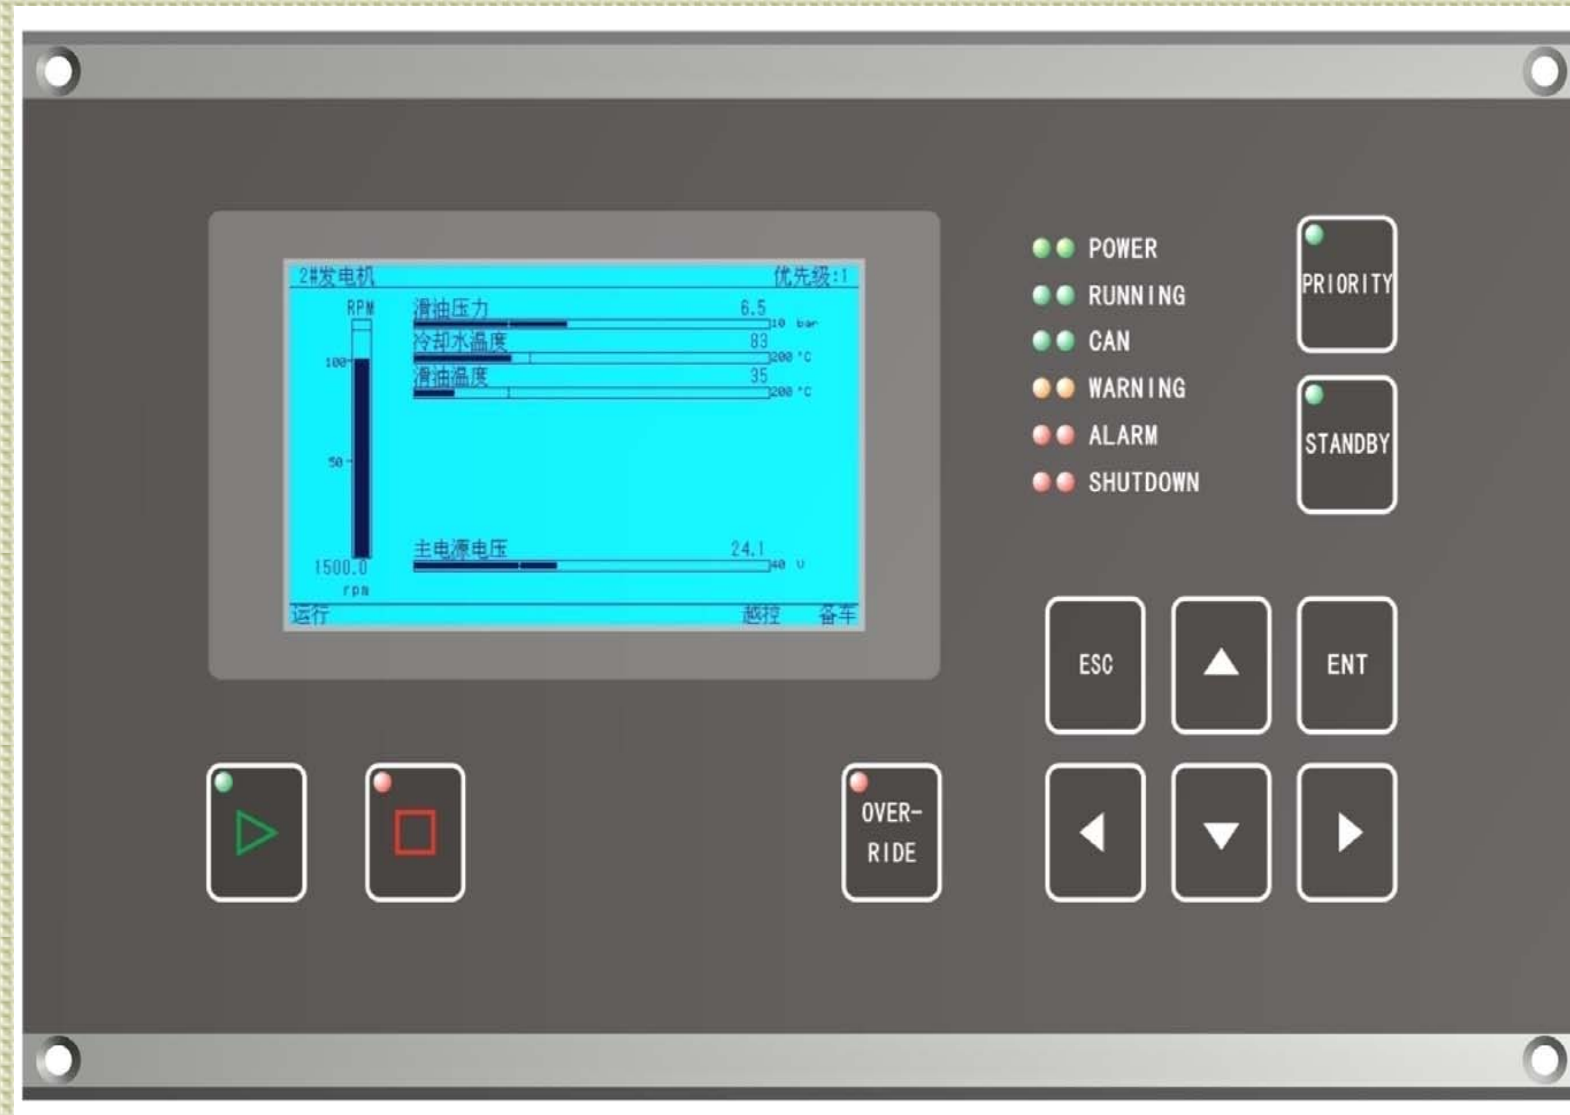 2#发电机 优先级:1
RPM
滑油压力 6.5
10 bar
冷却水温度 83
200 °C
100
滑油温度 35
200 °C
50
主电源电压 24.1
40 V
1500.0
rpm
运行 越控 备车
POWER
RUNNING
CAN
WARNING
ALARM
SHUTDOWN
PRIORITY
STANDBY
ESC
ENT
OVER-
RIDE